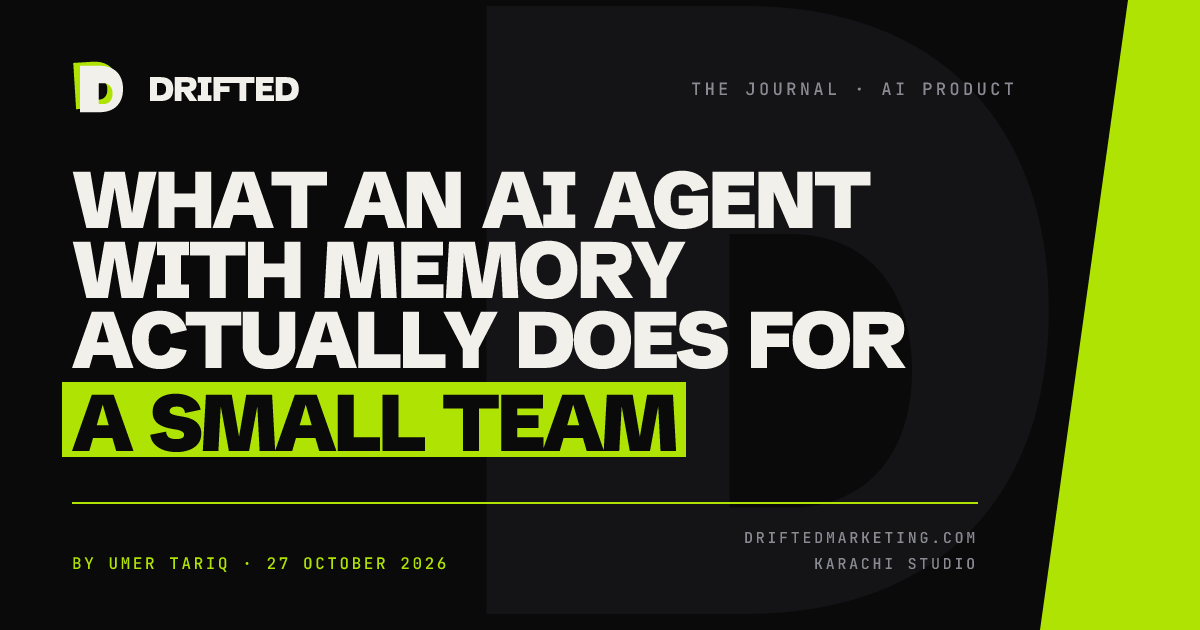 DRIFTED
THE JOURNAL · AI PRODUCT
WHAT AN AI AGENT
WITH MEMORY
ACTUALLY DOES FOR
A SMALL TEAM
DRIFTEDMARKETING.COM
BY UMER TARIQ · 27 OCTOBER 2026
KARACHI STUDIO